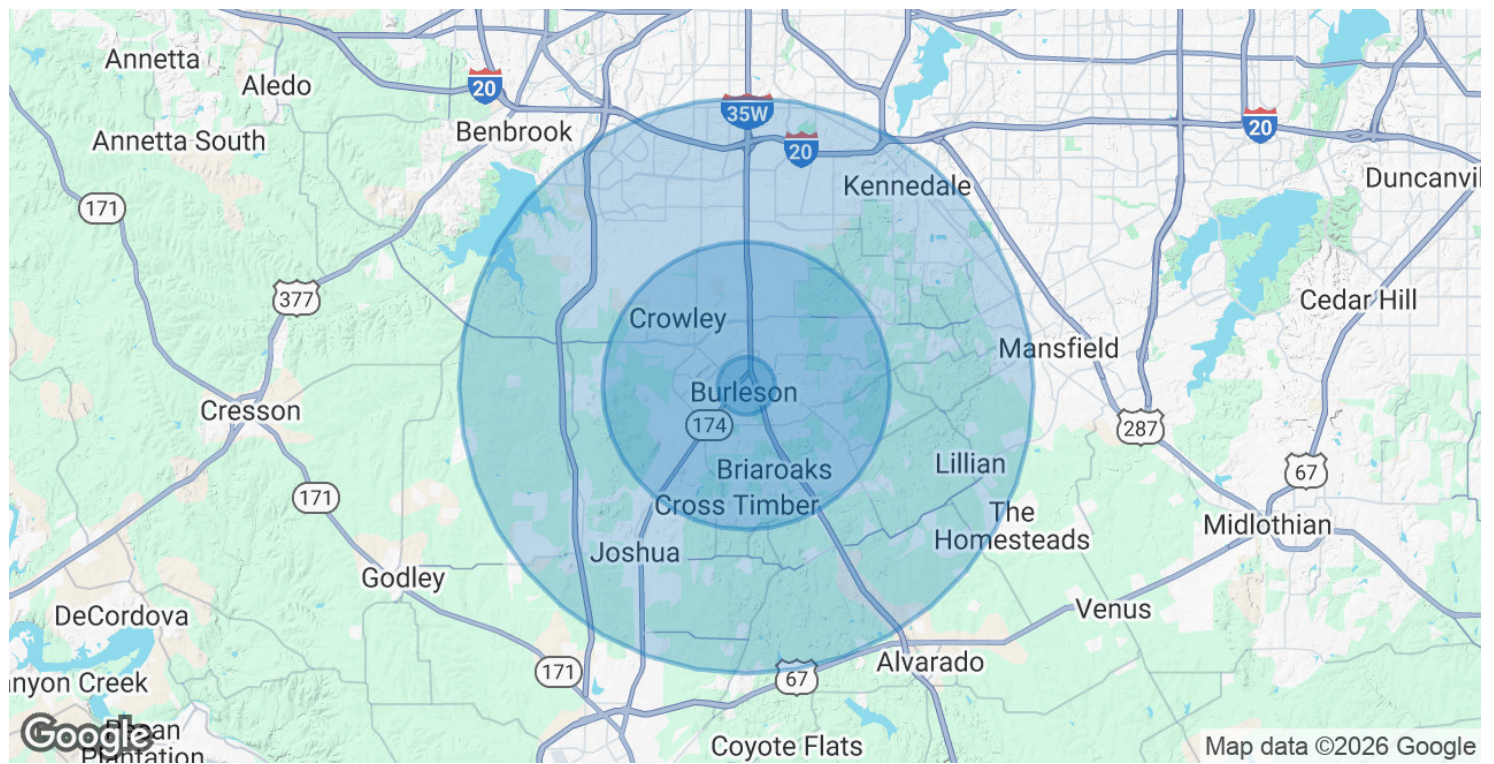 Annetta
Aledo
20
35W
20
20
Benbrook
Annetta South
Kennedale
Duncanvil
171
377
Crowley
Cedar Hill
Mansfield
Burleson
Cresson
174
287
Briaroaks
Lillian
67
171
Cross Timber
The
Homesteads
Midlothian
Joshua
Godley
Venus
DeCordova
171
67
Alvarado
nyon Creek
Google
Pecan
Plantation
Coyote Flats
Map data ©2026 Google